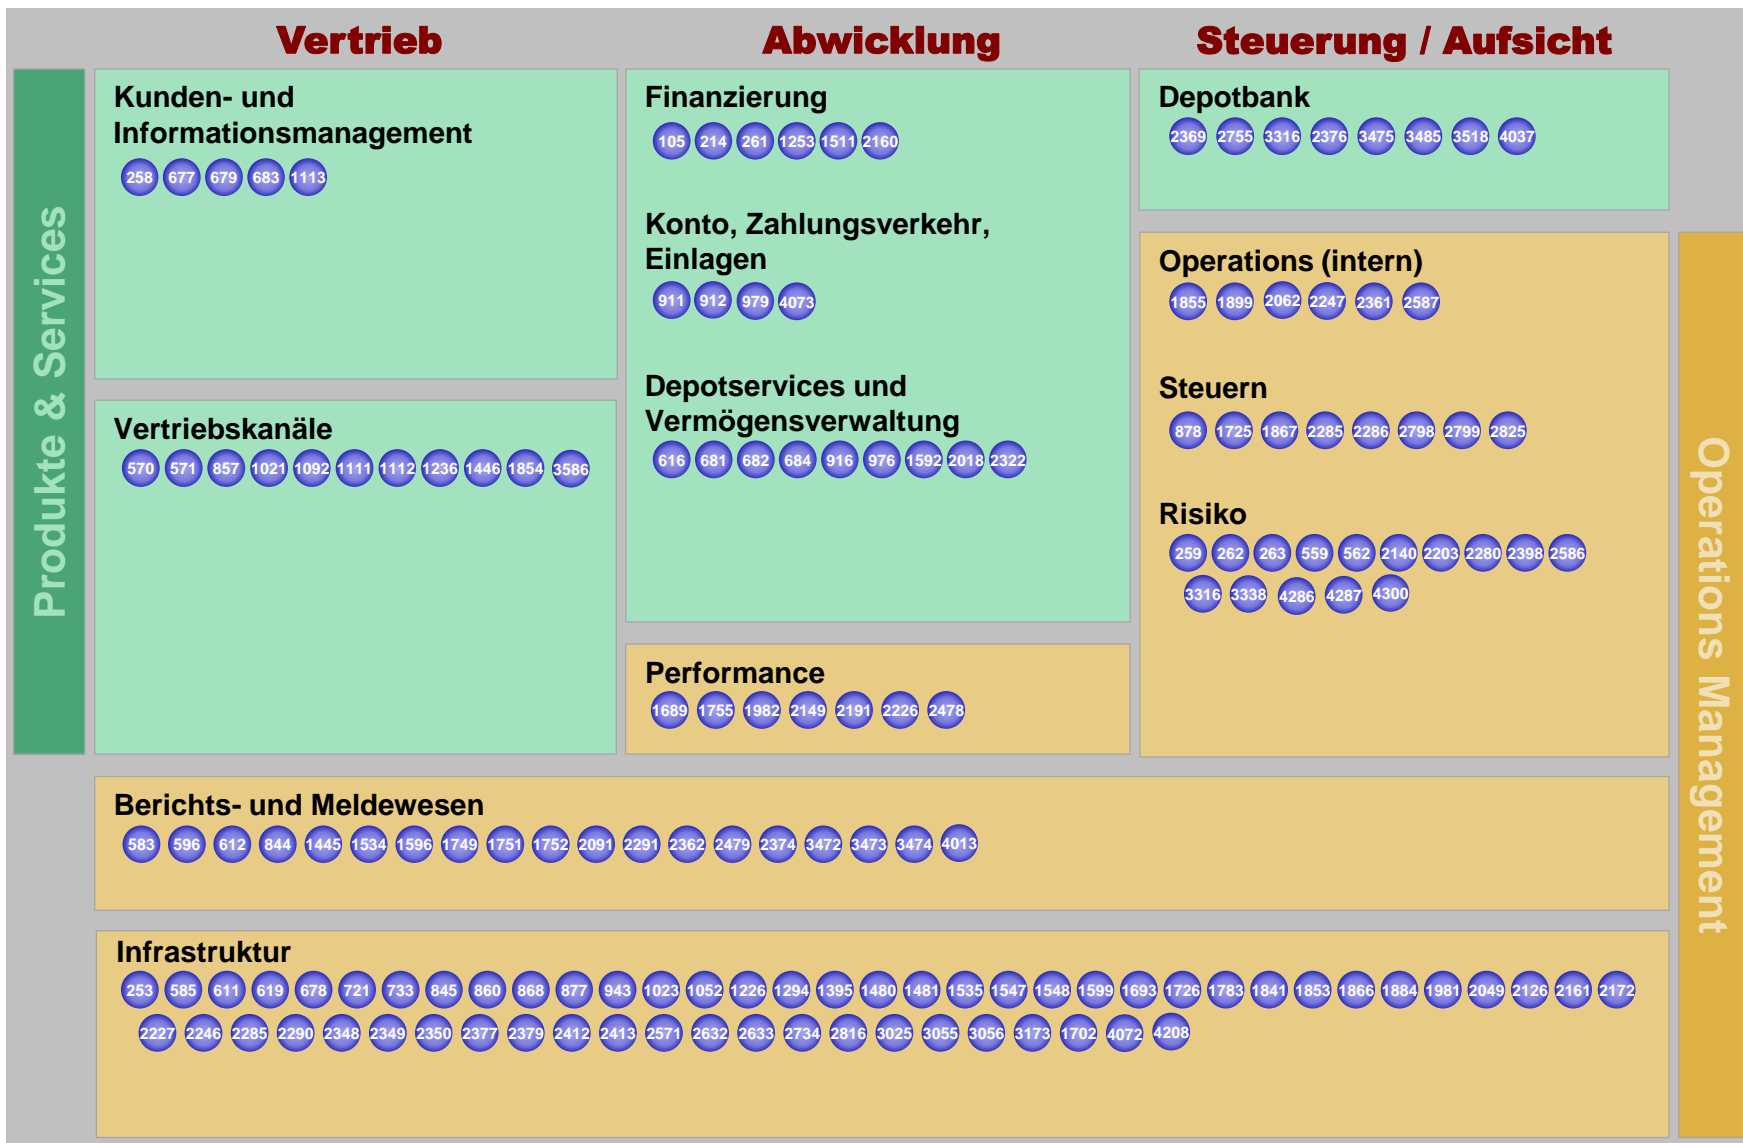 Vertrieb
Abwicklung
Steuerung / Aufsicht
Produkte & Services
Kunden- und
Informationsmanagement
258 677 679 683 1113
Vertriebskanäle
570 571 857 1021 1092 1111 1112 1236 1446 1854 3586
Finanzierung
105 214 261 1253 1511 2160
Konto, Zahlungsverkehr,
Einlagen
911 912 979 4073
Depotservices und
Vermögensverwaltung
616 681 682 684 916 976 1592 2018 2322
Performance
1689 1755 1982 2149 2191 2226 2478
Depotbank
2369 2755 3316 2376 3475 3485 3518 4037
Operations (intern)
1855 1899 2062 2247 2361 2587
Steuern
878 1725 1867 2285 2286 2798 2799 2825
Risiko
259 262 263 559 562 2140 2203 2280 2398 2586
3316 3338 4286 4287 4300
Operations Management
Berichts- und Meldewesen
583 596 612 844 1445 1534 1596 1749 1751 1752 2091 2291 2362 2479 2374 3472 3473 3474 4013
Infrastruktur
253 585 611 619 678 721 733 845 860 868 877 943 1023 1052 1226 1294 1395 1480 1481 1535 1547 1548 1599 1693 1726 1783 1841 1853 1866 1884 1981 2049 2126 2161 2172
2227 2246 2285 2290 2348 2349 2350 2377 2379 2412 2413 2571 2632 2633 2734 2816 3025 3055 3056 3173 1702 4072 4208